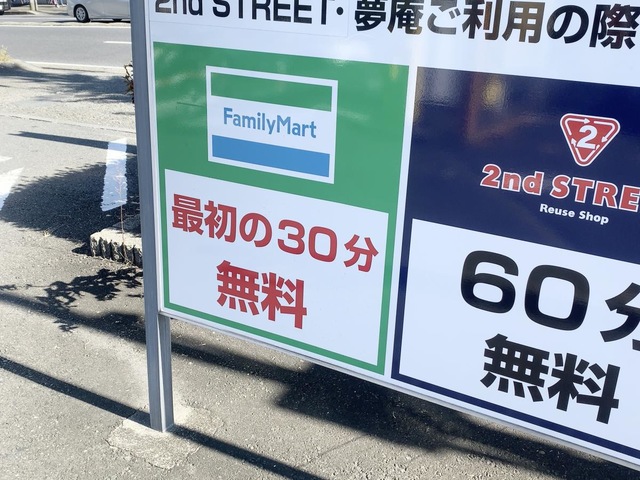 2nd STREET・夢庵ご利用の際
FamilyMart
最初の30分
無料
2
2nd STRE
Reuse Shop
60分
無料